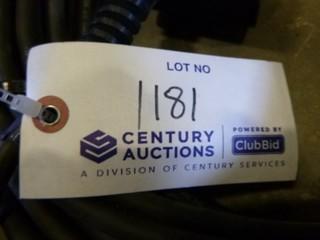 LOT NO
1181
CENTURY AUCTIONS
POWERED BY
ClubBid
A DIVISION OF CENTURY SERVICES